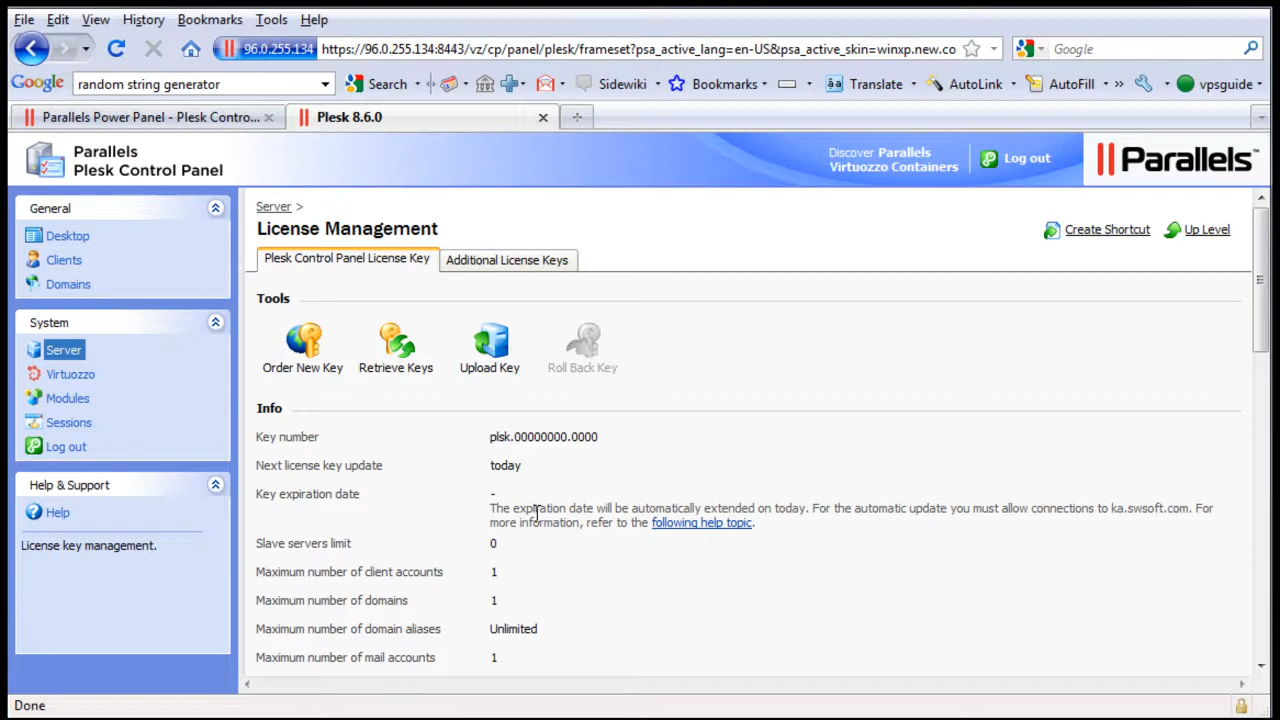 File Edit View History Bookmarks Tools Help
96.0.255.134 https://96.0.255.134:8443/vz/cp/panel/plesk/frameset?psa_active_lang=en-US&psa_active_skin=winxp.new.co Google
Google random string generator Search Sidewiki Bookmarks Translate AutoLink AutoFill » vpsguide
Parallels Power Panel - Plesk Contro... Plesk 8.6.0
Parallels
Plesk Control Panel
Discover Parallels
Virtuozzo Containers
Log out
Parallels™
General
Desktop
Clients
Domains
System
Server
Virtuozzo
Modules
Sessions
Log out
Help & Support
Help
License key management.
Server >
License Management
Create Shortcut Up Level
Plesk Control Panel License Key Additional License Keys
Tools
Order New Key Retrieve Keys Upload Key Roll Back Key
Info
Key number plsk.00000000.0000
Next license key update today
Key expiration date -
The expiration date will be automatically extended on today. For the automatic update you must allow connections to ka.swsoft.com. For
more information, refer to the following help topic.
Slave servers limit 0
Maximum number of client accounts 1
Maximum number of domains 1
Maximum number of domain aliases Unlimited
Maximum number of mail accounts 1
Done